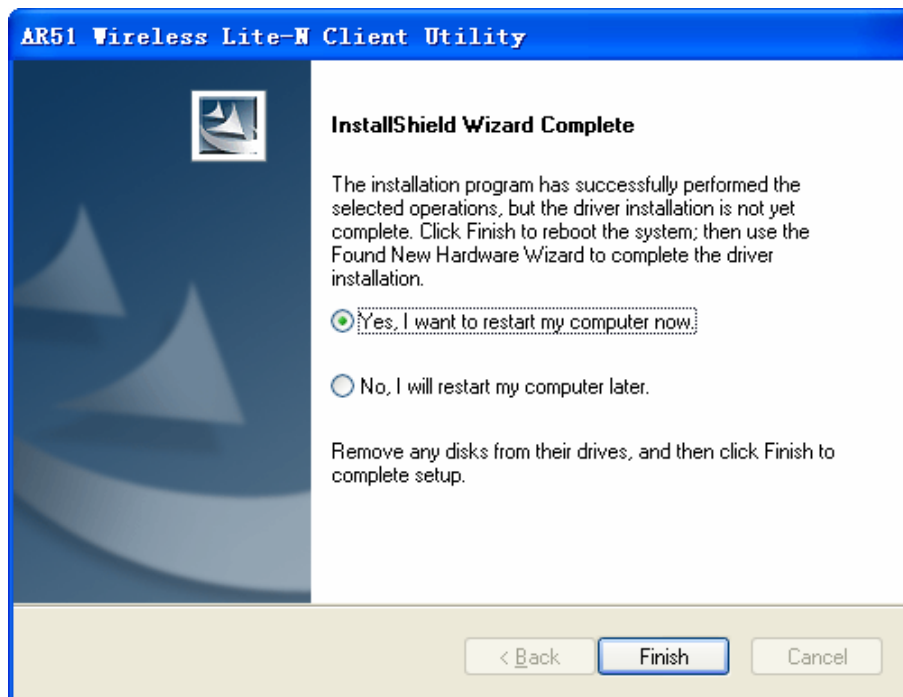 AR51 Wireless Lite-N Client Utility
InstallShield Wizard Complete
The installation program has successfully performed the
selected operations, but the driver installation is not yet
complete. Click Finish to reboot the system; then use the
Found New Hardware Wizard to complete the driver
installation.
Yes, I want to restart my computer now.
No, I will restart my computer later.
Remove any disks from their drives, and then click Finish to
complete setup.
< Back Finish Cancel